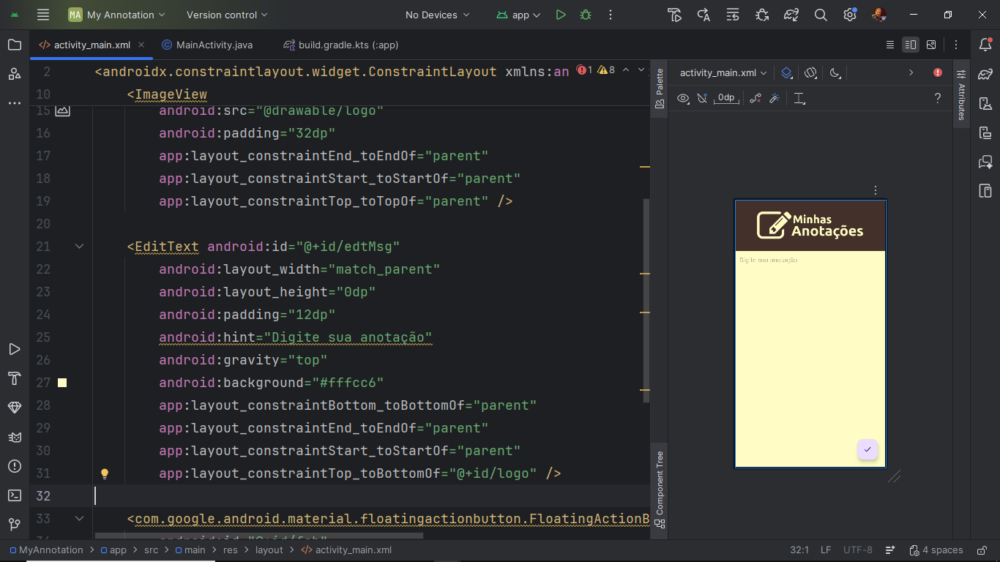 MA My Annotation Version control No Devices app
activity_main.xml MainActivity.java build.gradle.kts (:app)
2 <androidx.constraintlayout.widget.ConstraintLayout xmlns:an 1 8
10 <ImageView
15 android:src="@drawable/logo"
16 android:padding="32dp"
17 app:layout_constraintEnd_toEndOf="parent"
18 app:layout_constraintStart_toStartOf="parent"
19 app:layout_constraintTop_toTopOf="parent" />
20
21 <EditText android:id="@+id/edtMsg"
22 android:layout_width="match_parent"
23 android:layout_height="0dp"
24 android:padding="12dp"
25 android:hint="Digite sua anotação"
26 android:gravity="top"
27 android:background="#fffcc6"
28 app:layout_constraintBottom_toBottomOf="parent"
29 app:layout_constraintEnd_toEndOf="parent"
30 app:layout_constraintStart_toStartOf="parent"
31 app:layout_constraintTop_toBottomOf="@+id/logo" />
32
33 <com.google.android.material.floatingactionbutton.FloatingActionB
Palette
Component Tree
activity_main.xml
0dp ?
Attributes
Minhas
Anotações
Digite sua anotação
MyAnnotation > app > src > main > res > layout > activity_main.xml 32:1 LF UTF-8 4 spaces